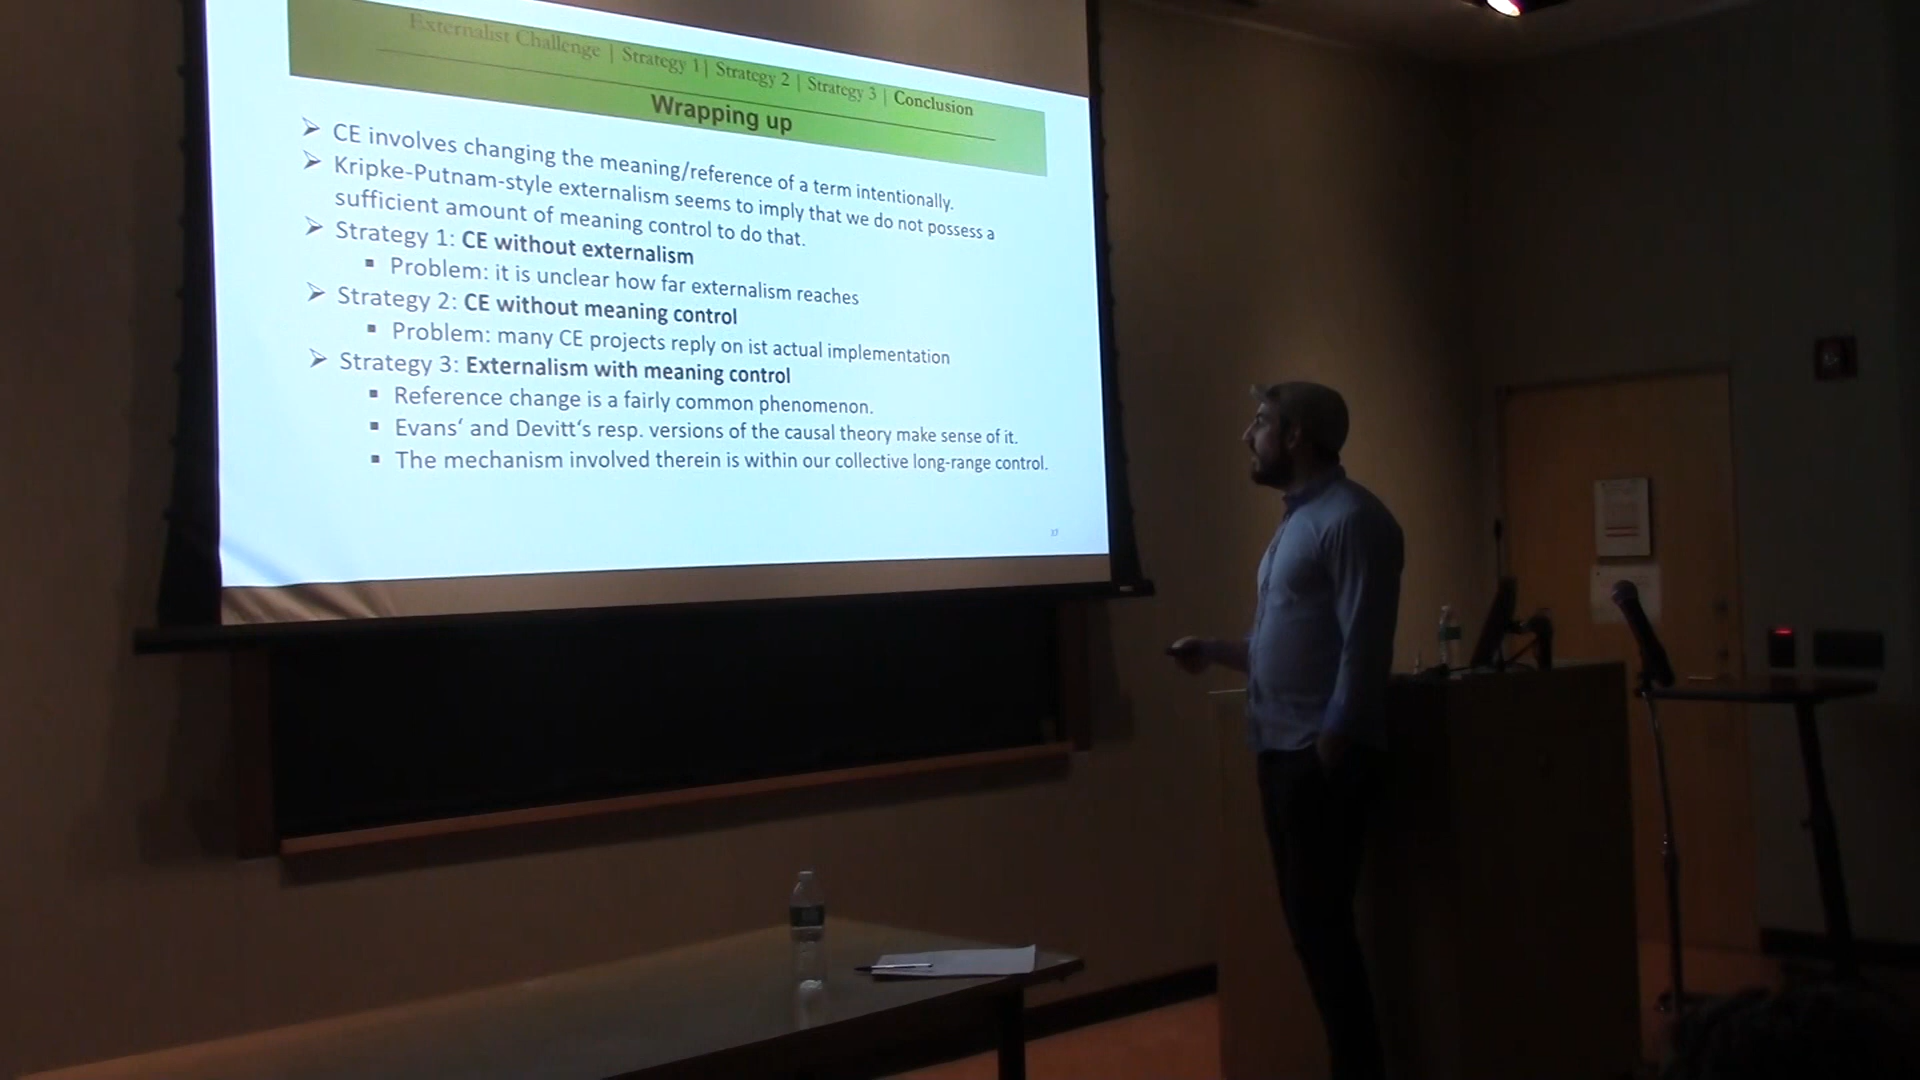 Externalist Challenge | Strategy 1| Strategy 2 | Strategy 3 | Conclusion
Wrapping up
➢ CE involves changing the meaning/reference of a term intentionally.
➢ Kripke-Putnam-style externalism seems to imply that we do not possess a
sufficient amount of meaning control to do that.
➢ Strategy 1: CE without externalism
▪ Problem: it is unclear how far externalism reaches
➢ Strategy 2: CE without meaning control
▪ Problem: many CE projects reply on ist actual implementation
➢ Strategy 3: Externalism with meaning control
▪ Reference change is a fairly common phenomenon.
▪ Evans‘ and Devitt‘s resp. versions of the causal theory make sense of it.
▪ The mechanism involved therein is within our collective long-range control.